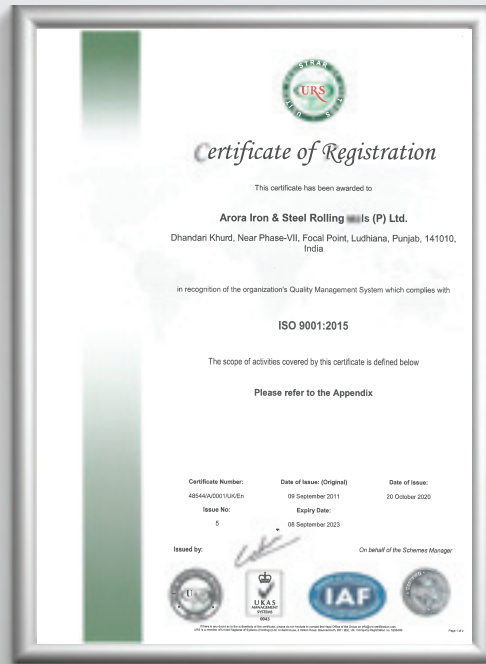 URS
Certificate of Registration
This certificate has been awarded to
Arora Iron & Steel Rolling ls (P) Ltd.
Dhandari Khurd, Near Phase-VII, Focal Point, Ludhiana, Punjab, 141010,
India
in recognition of the organization's Quality Management System which complies with
ISO 9001:2015
The scope of activities covered by this certificate is defined below
Please refer to the Appendix
Certificate Number: Date of Issue: (Original) Date of Issue:
48544/A/0001/UK/En 09 September 2011 20 October 2020
Issue No: Expiry Date:
5 08 September 2023
Issued by: On behalf of the Schemes Manager
UKAS
MANAGEMENT
SYSTEMS
0043
IAF